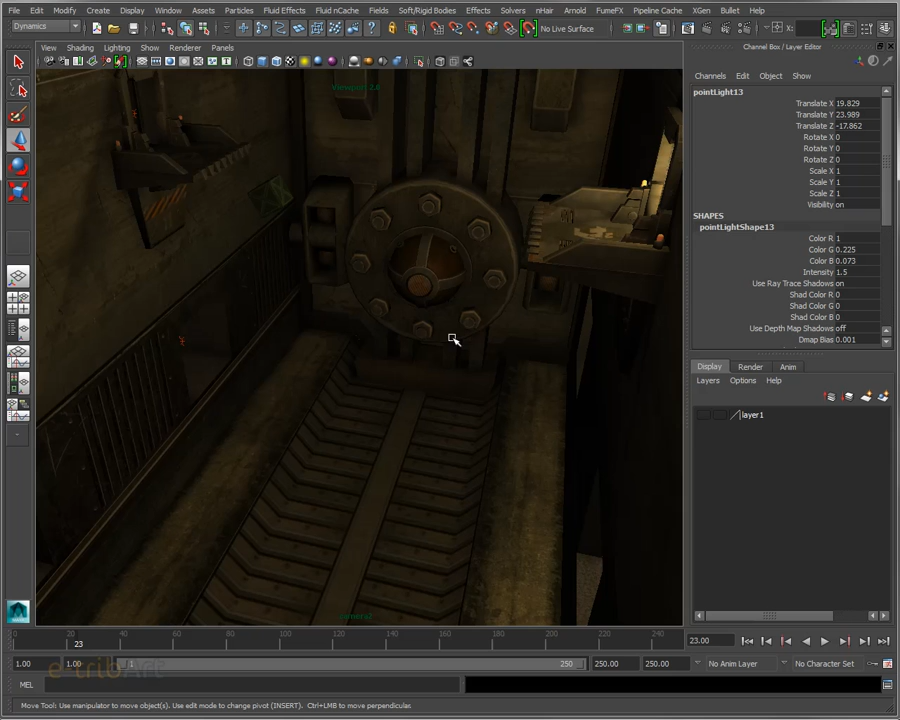 File Edit Modify Create Display Window Assets Particles Fluid Effects Fluid nCache Fields Soft/Rigid Bodies Effects Solvers nHair Arnold FumeFX Pipeline Cache XGen Bullet Help
Dynamics
No Live Surface
X:
View Shading Lighting Show Renderer Panels
Channel Box / Layer Editor
Channels Edit Object Show
Viewport 2.0
pointLight13
Translate X 19.829
Translate Y 23.989
Translate Z -17.862
Rotate X 0
Rotate Y 0
Rotate Z 0
Scale X 1
Scale Y 1
Scale Z 1
Visibility on
SHAPES
pointLightShape13
Color R 1
Color G 0.225
Color B 0.073
Intensity 1.5
Use Ray Trace Shadows on
Shad Color R 0
Shad Color G 0
Shad Color B 0
Use Depth Map Shadows off
Dmap Bias 0.001
Display Render Anim
Layers Options Help
layer1
0 20 40 60 80 100 120 140 160 180 200 220 240
23
23.00
1.00 1.00 1 250 250.00 250.00 No Anim Layer No Character Set
e-tribArt
MEL
Move Tool: Use manipulator to move object(s). Use edit mode to change pivot (INSERT). Ctrl+LMB to move perpendicular.